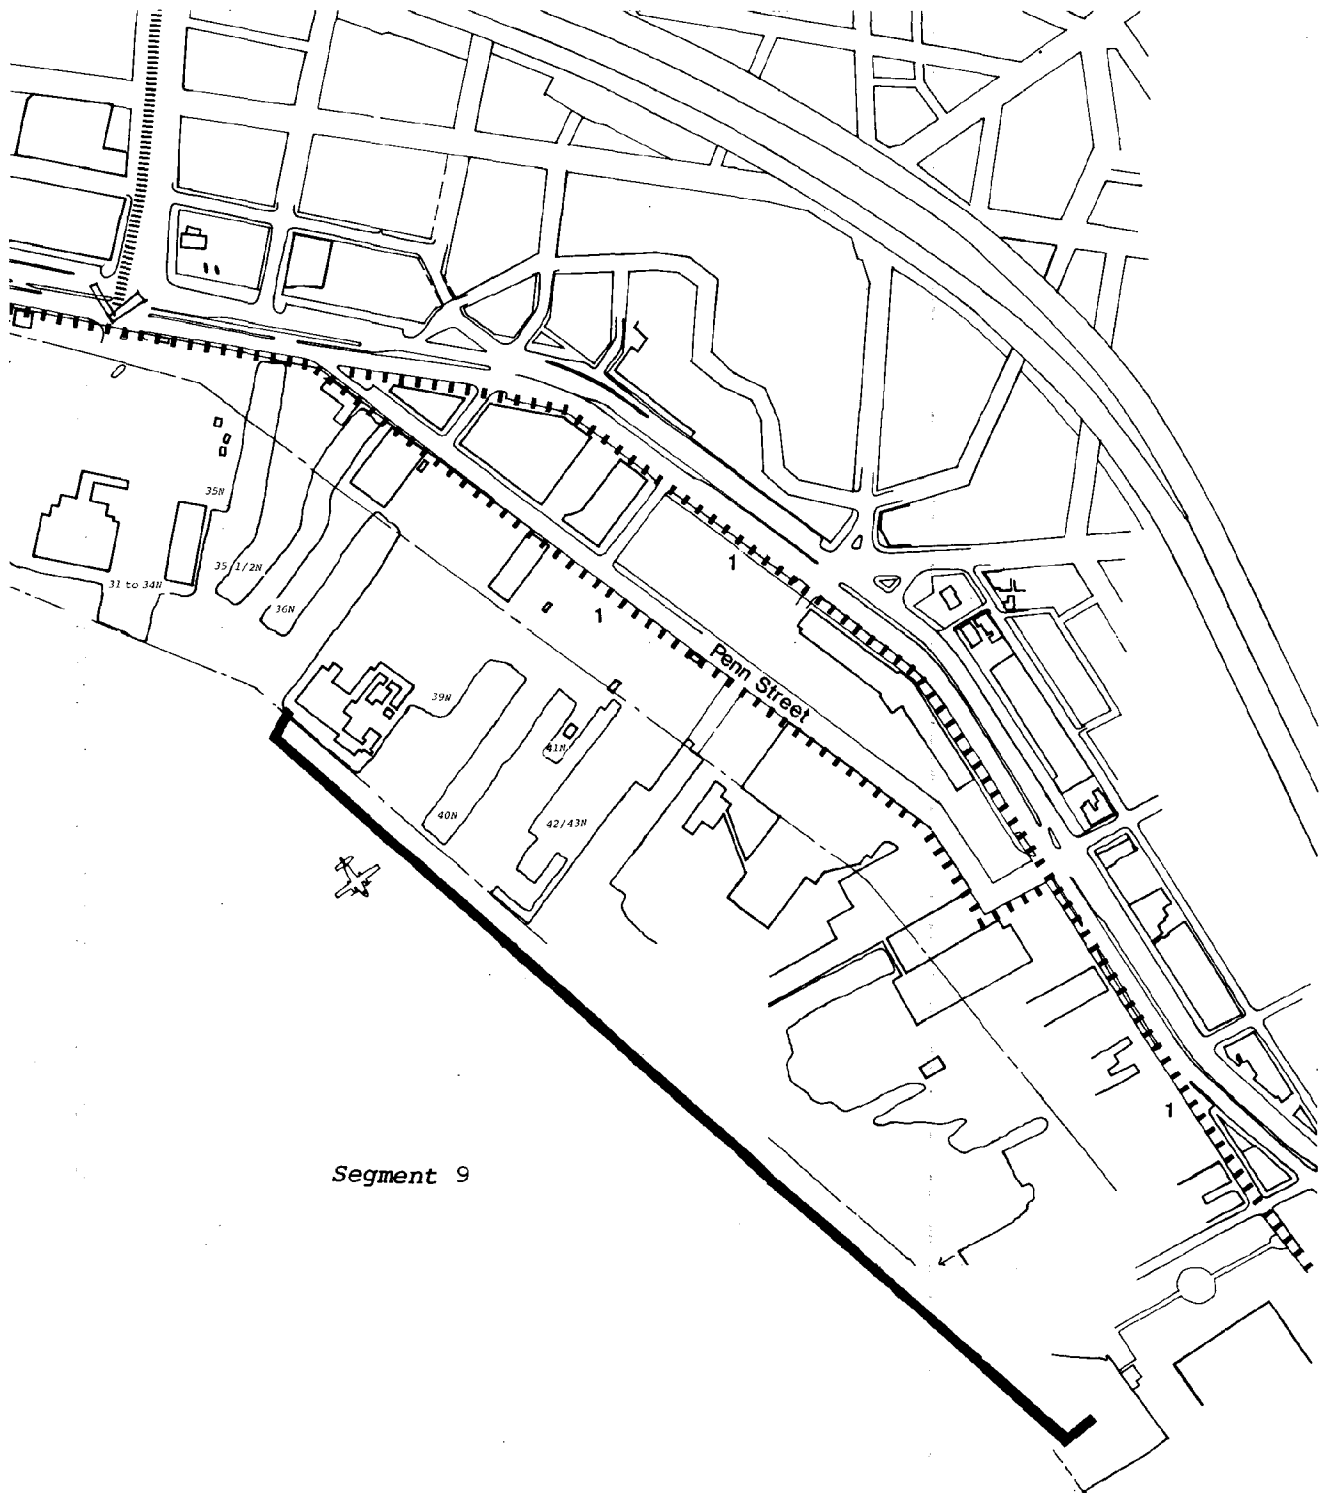 35N
31 to 34N
35 1/2N
36N
1
1
Penn Street
39N
41N
40N
42/43N
1
Segment 9